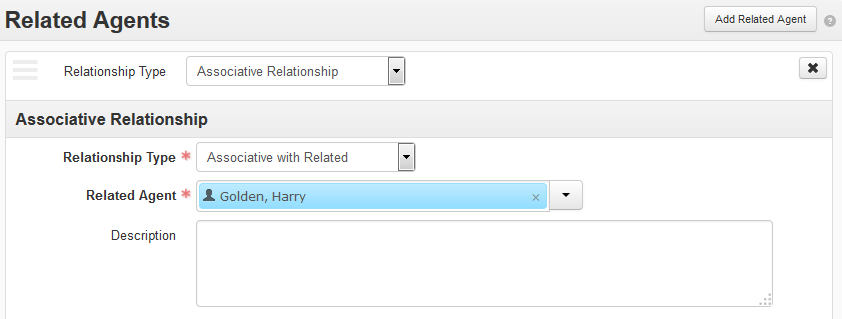 Related Agents
Add Related Agent
?
Relationship Type Associative Relationship
Associative Relationship
Relationship Type * Associative with Related
Related Agent * Golden, Harry ×
Description